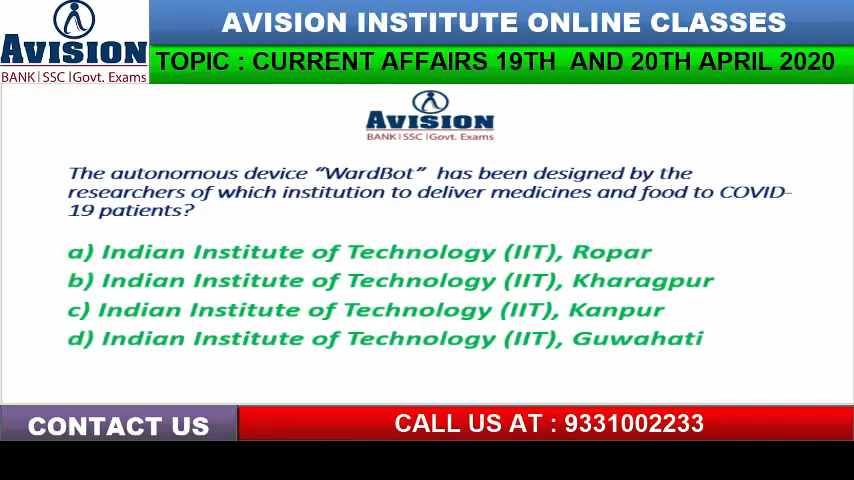 AVISION INSTITUTE ONLINE CLASSES
AVISION
BANK|SSC|Govt. Exams
TOPIC : CURRENT AFFAIRS 19TH AND 20TH APRIL 2020
AVISION
BANK|SSC|Govt. Exams
The autonomous device “WardBot” has been designed by the
researchers of which institution to deliver medicines and food to COVID-
19 patients?
a) Indian Institute of Technology (IIT), Ropar
b) Indian Institute of Technology (IIT), Kharagpur
c) Indian Institute of Technology (IIT), Kanpur
d) Indian Institute of Technology (IIT), Guwahati
CONTACT US
CALL US AT : 9331002233